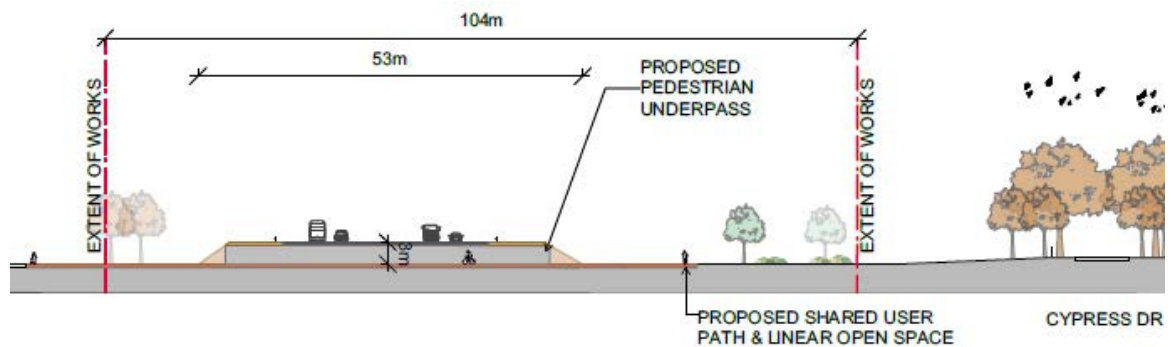 104m
53m
PROPOSED
PEDESTRIAN
UNDERPASS
EXTENT OF WORKS
EXTENT OF WORKS
3m
PROPOSED SHARED USER
PATH & LINEAR OPEN SPACE
CYPRESS DR